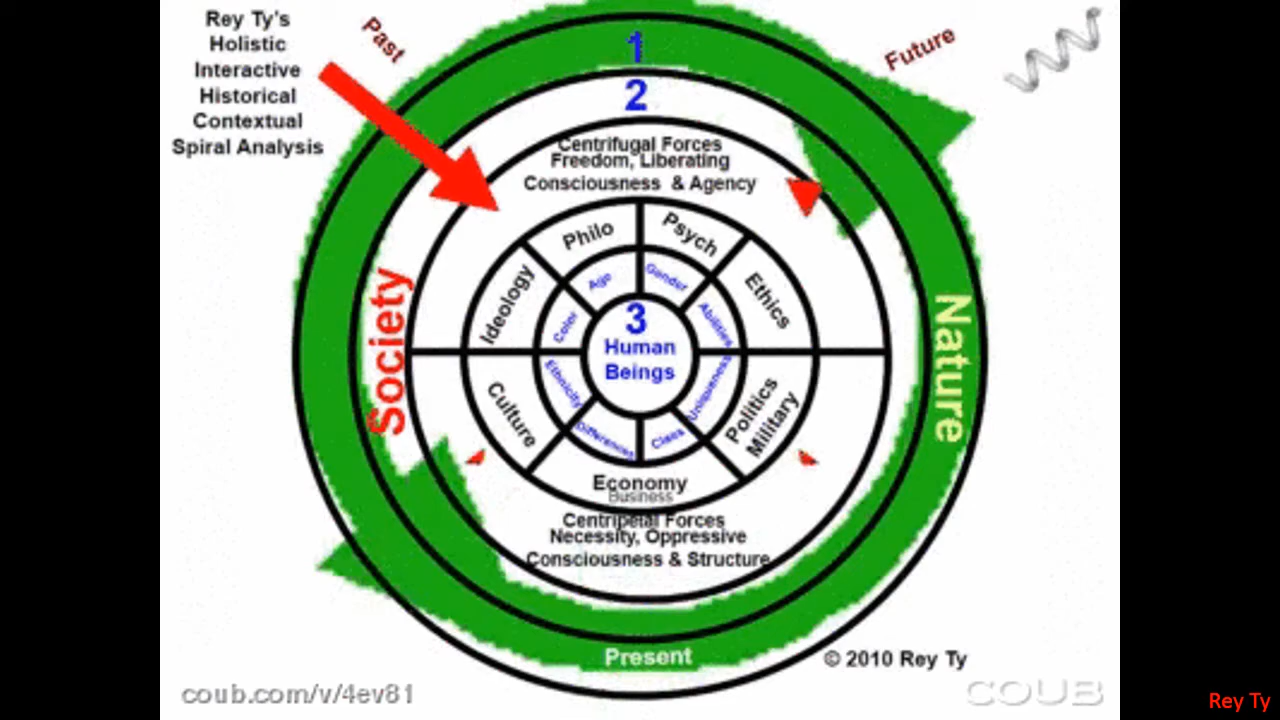 Rey Ty's
Holistic
Interactive
Historical
Contextual
Spiral Analysis
Past
Future
1
2
Centrifugal Forces
Freedom, Liberating
Consciousness & Agency
Philo
Psych
Ideology
Ethics
Age
Gender
Color
Abilities
3
Human
Beings
Society
Nature
Ethnicity
Uniqueness
Culture
Politics
Military
Differences
Class
Economy
Business
Centripetal Forces
Necessity, Oppressive
Consciousness & Structure
Present
© 2010 Rey Ty
coub.com/v/4ev81
COUB
Rey Ty